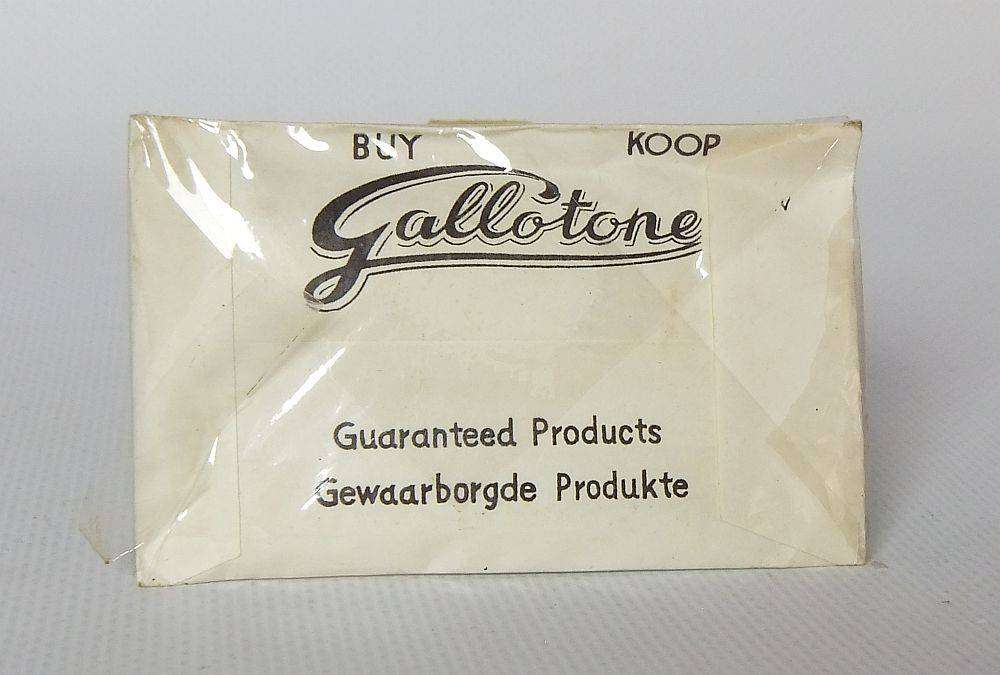 BUY KOOP
Gallotone
Guaranteed Products
Gewaarborgde Produkte